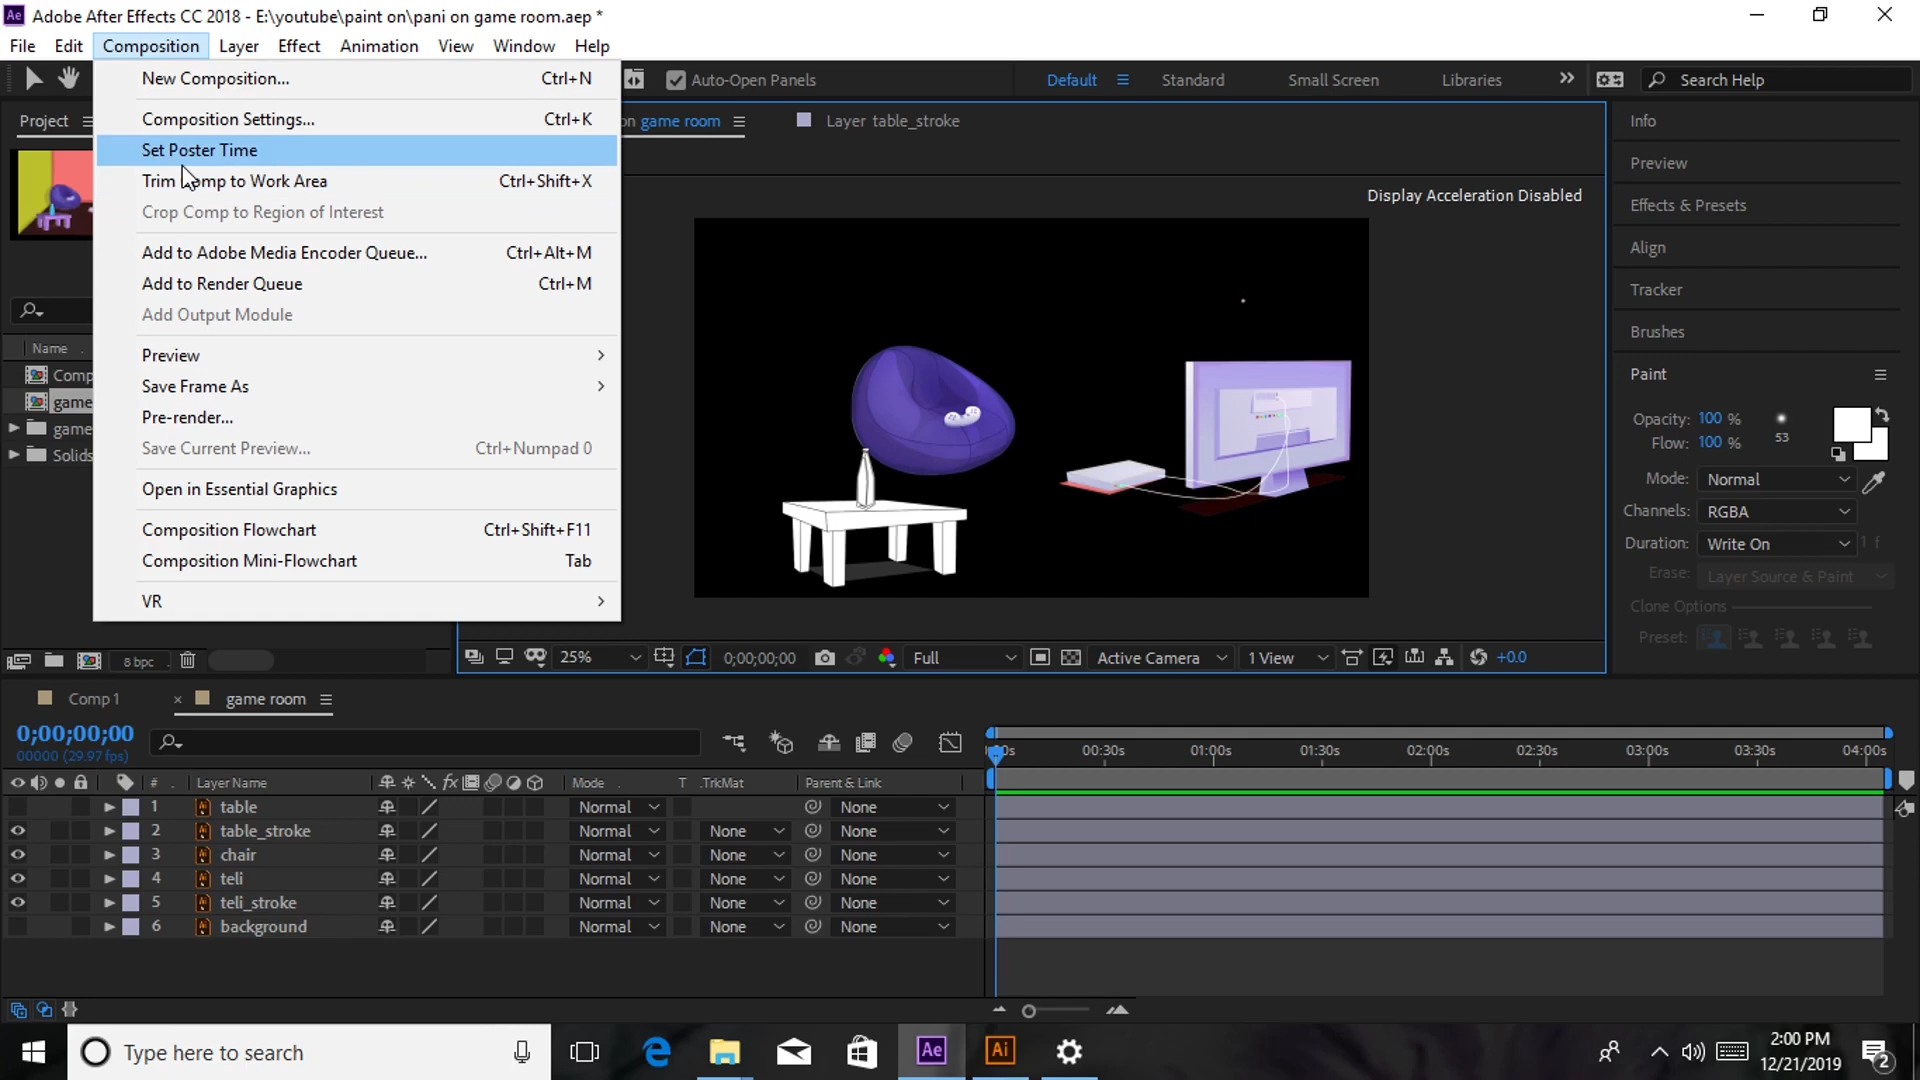 Ae Adobe After Effects CC 2018 - E:\youtube\paint on\pani on game room.aep *
File Edit Composition Layer Effect Animation View Window Help
Auto-Open Panels Default Standard Small Screen Libraries Search Help
New Composition... Ctrl+N
Composition Settings... Ctrl+K
Set Poster Time
Trim Comp to Work Area Ctrl+Shift+X
Crop Comp to Region of Interest
Add to Adobe Media Encoder Queue... Ctrl+Alt+M
Add to Render Queue Ctrl+M
Add Output Module
Preview
Save Frame As
Pre-render...
Save Current Preview... Ctrl+Numpad 0
Open in Essential Graphics
Composition Flowchart Ctrl+Shift+F11
Composition Mini-Flowchart Tab
VR
Project
Name
Comp
game
game
Solids
8 bpc
on game room
Layer table_stroke
Display Acceleration Disabled
25% 0;00;00;00 Full Active Camera 1 View +0.0
Info
Preview
Effects & Presets
Align
Tracker
Brushes
Paint
Opacity: 100 %
Flow: 100 %
53
Mode: Normal
Channels: RGBA
Duration: Write On 1 f
Erase: Layer Source & Paint
Clone Options
Preset:
Comp 1 game room
0;00;00;00
00000 (29.97 fps)
00s 00:30s 01:00s 01:30s 02:00s 02:30s 03:00s 03:30s 04:00s
# Layer Name fx Mode T .TrkMat Parent & Link
1 table Normal None
2 table_stroke Normal None None
3 chair Normal None None
4 teli Normal None None
5 teli_stroke Normal None None
6 background Normal None None
Type here to search
Ae Ai
2:00 PM
12/21/2019
2